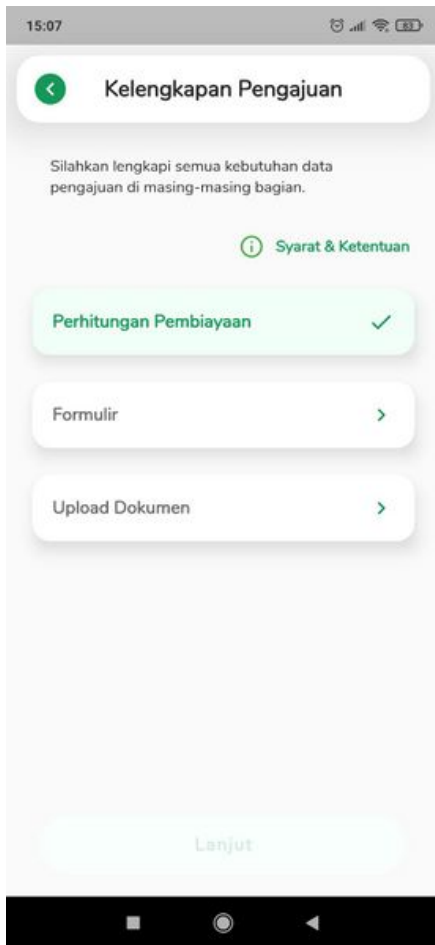 15:07
83
Kelengkapan Pengajuan
Silahkan lengkapi semua kebutuhan data
pengajuan di masing-masing bagian.
Syarat & Ketentuan
Perhitungan Pembiayaan
Formulir
Upload Dokumen
Lanjut